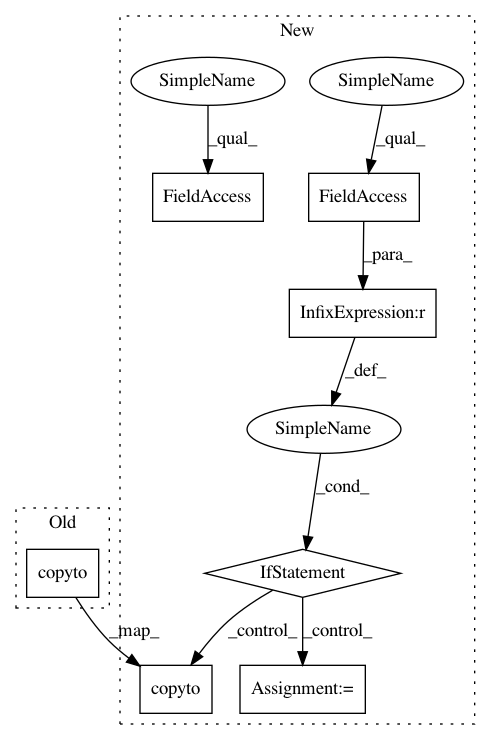 New
SimpleName
SimpleName
_qual_
_qual_
FieldAccess
FieldAccess
_para_
InfixExpression:r
_def_
SimpleName
_cond_
Old
IfStatement
copyto
_map_
_control_
_control_
copyto
Assignment:=